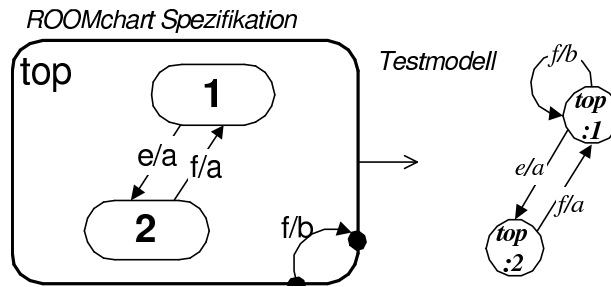 ROOMchart Spezifikation
top
1
e/a
f/a
2
f/b
Testmodell
f/b
top
:1
e/a
f/a
top
:2